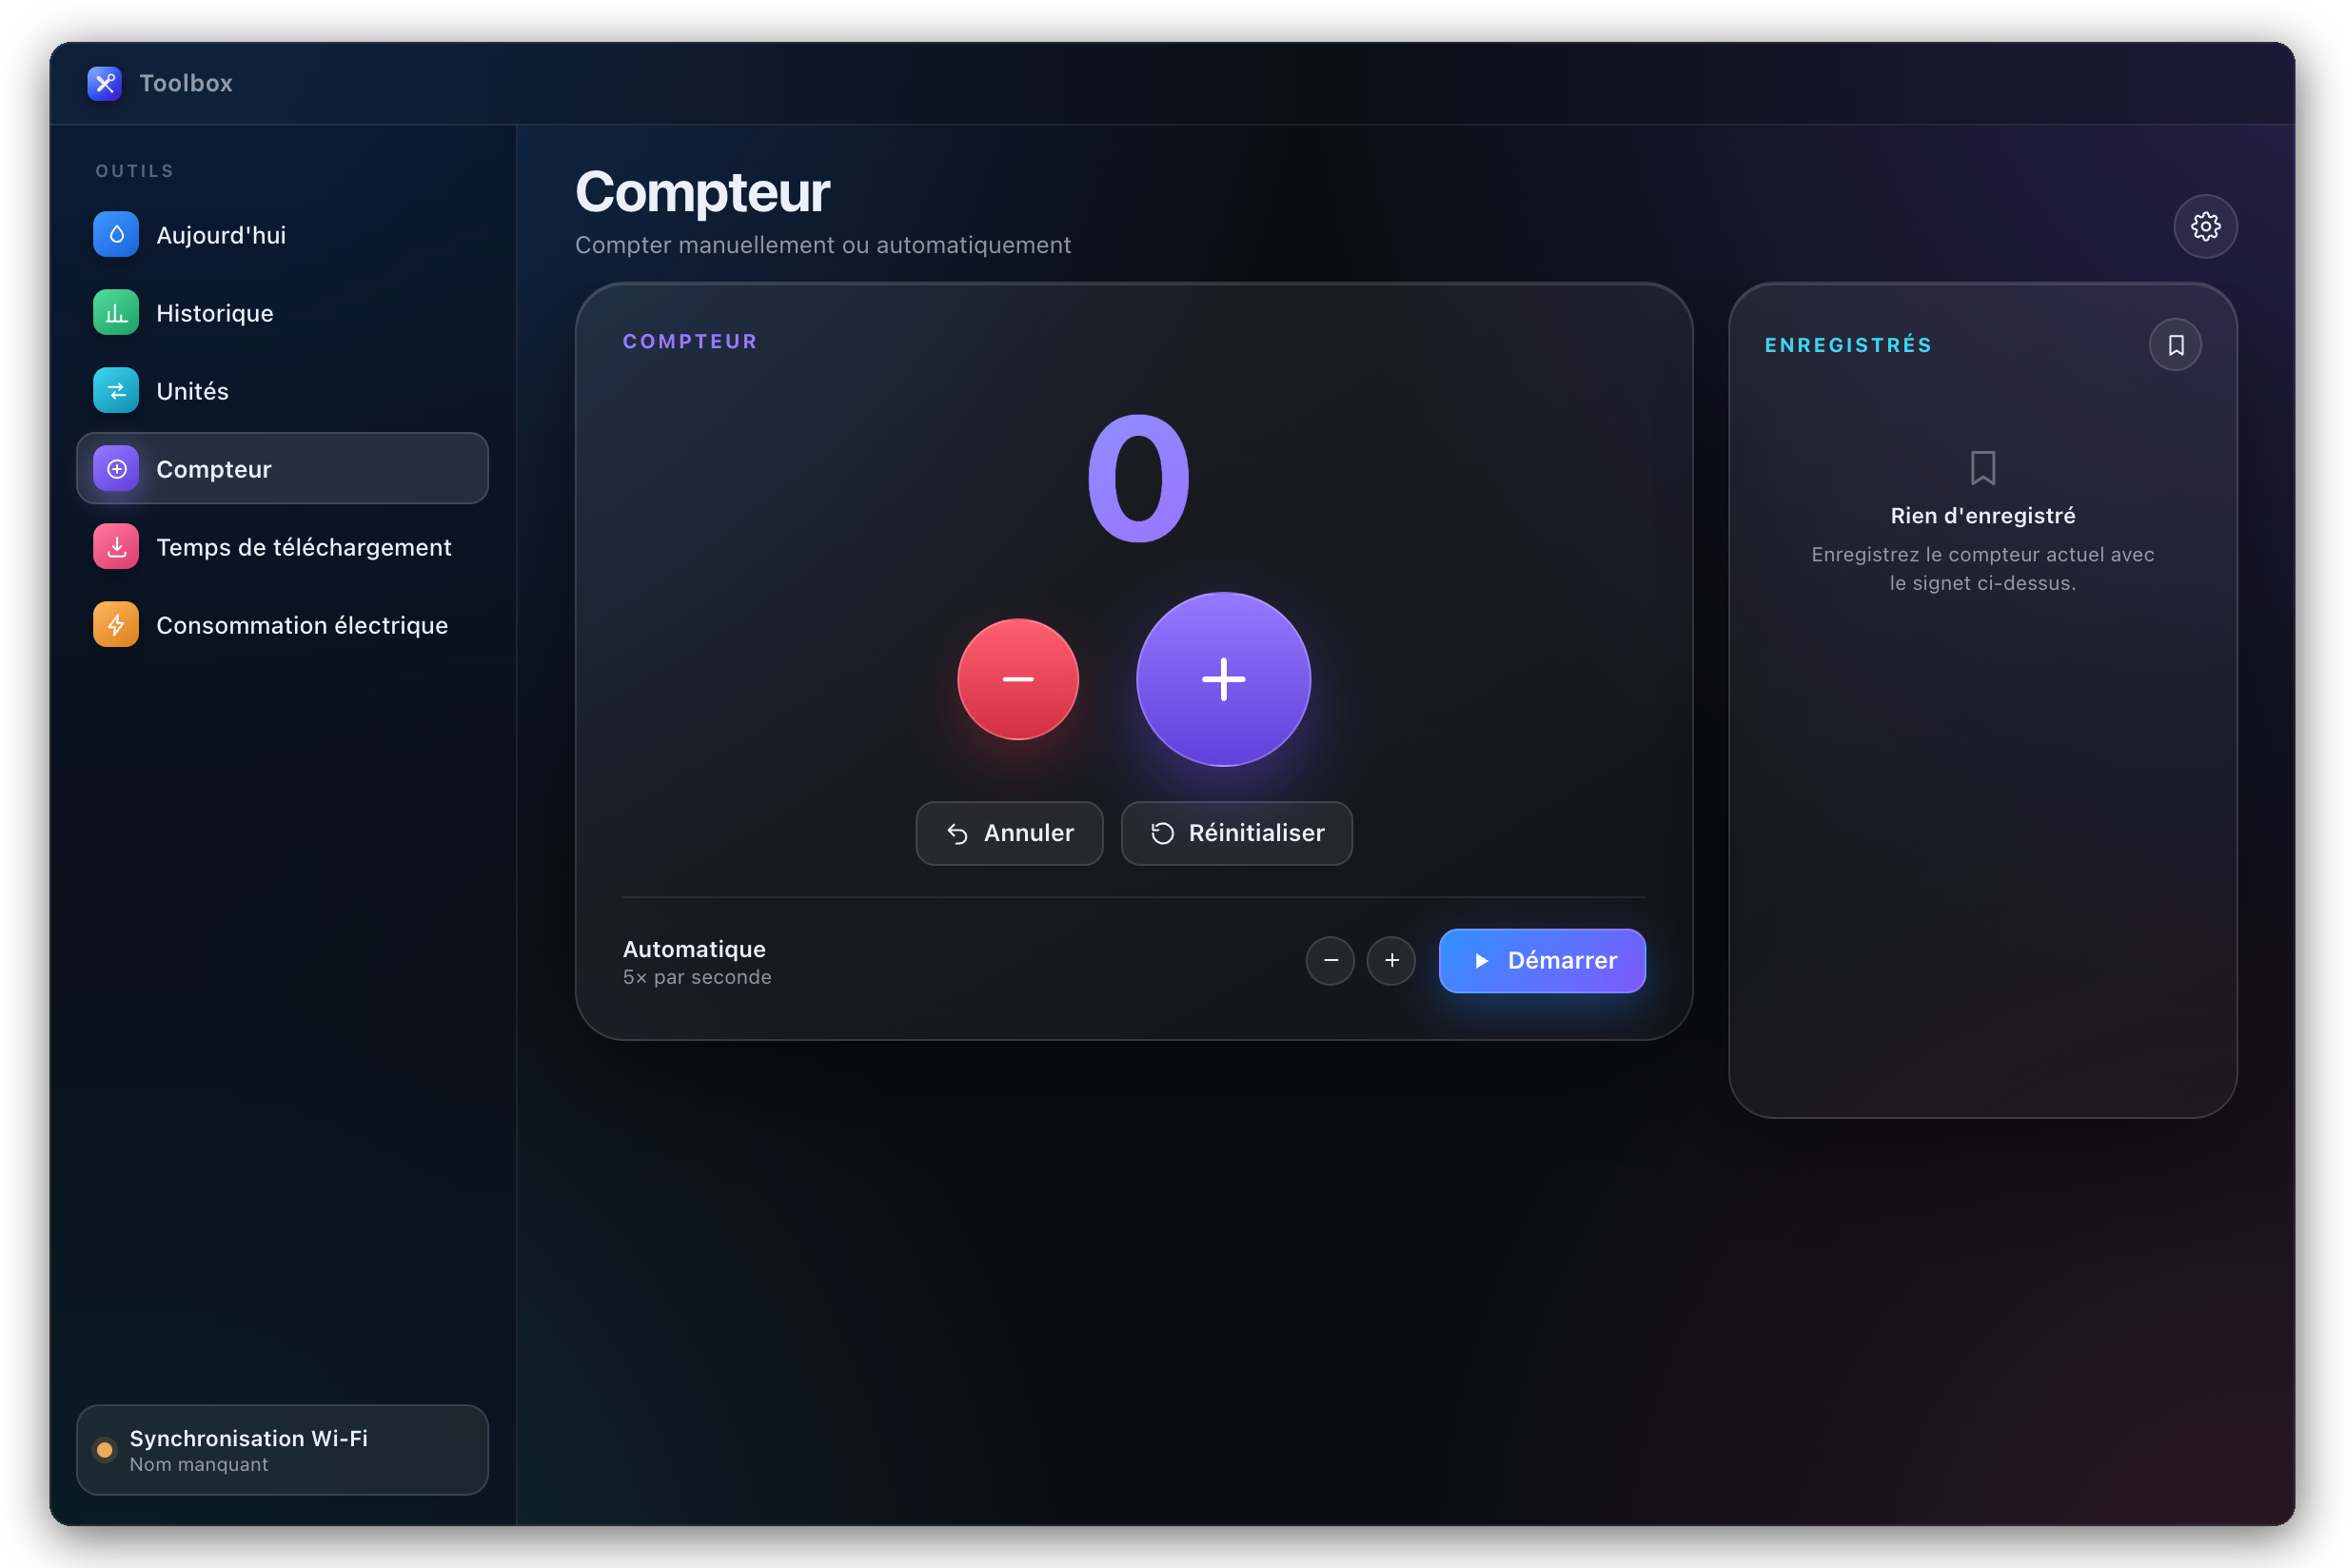 Toolbox
OUTILS
Aujourd'hui
Historique
Unités
Compteur
Temps de téléchargement
Consommation électrique
Synchronisation Wi-Fi
Nom manquant
Compteur
Compter manuellement ou automatiquement
COMPTEUR
0
Annuler
Réinitialiser
Automatique
5× par seconde
Démarrer
ENREGISTRÉS
Rien d'enregistré
Enregistrez le compteur actuel avec
le signet ci-dessus.